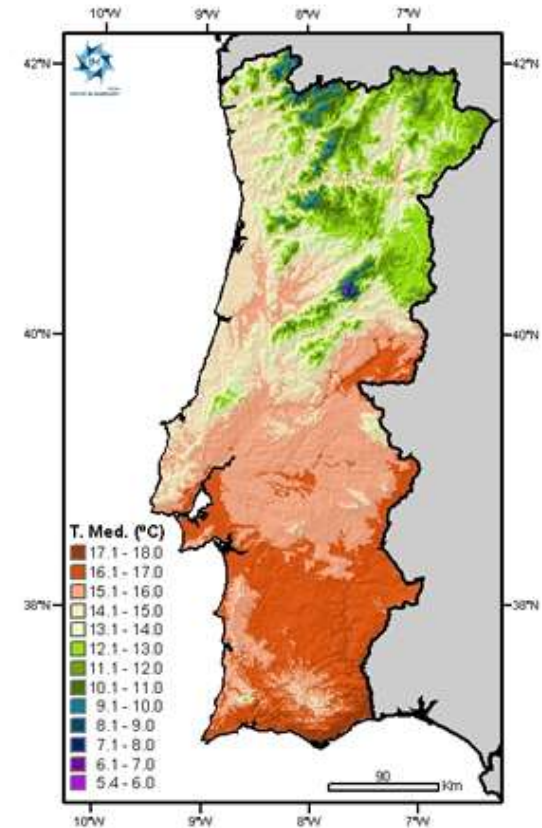 10°W 9°W 8°W 7°W
42°N 42°N
40°N 40°N
38°N 38°N
T. Med. (ºC)
17.1 - 18.0
16.1 - 17.0
15.1 - 16.0
14.1 - 15.0
13.1 - 14.0
12.1 - 13.0
11.1 - 12.0
10.1 - 11.0
9.1 - 10.0
8.1 - 9.0
7.1 - 8.0
6.1 - 7.0
5.4 - 6.0
90
Km
10°W 9°W 8°W 7°W